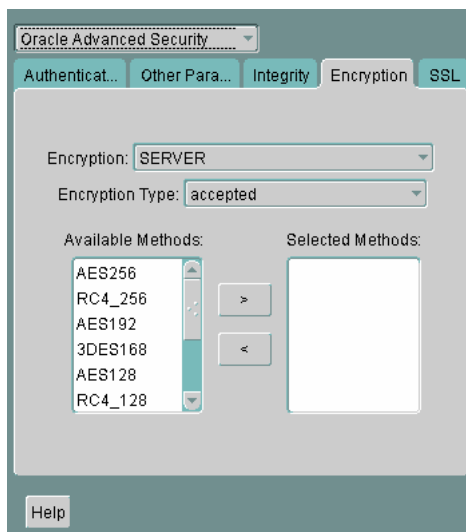 Oracle Advanced Security
Authenticat... Other Para... Integrity Encryption SSL
Encryption: SERVER
Encryption Type: accepted
Available Methods: Selected Methods:
AES256
RC4_256
AES192
3DES168
AES128
RC4_128
>
<
Help